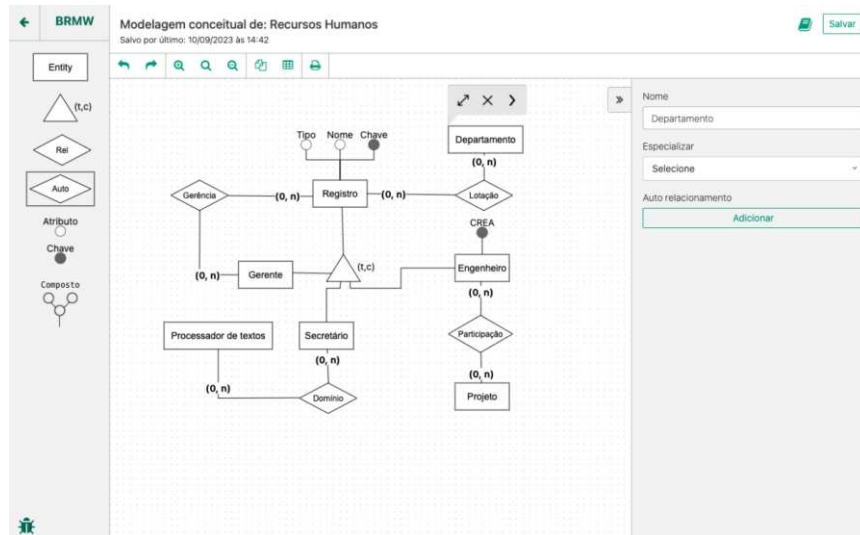 BRMW
Modelagem conceitual de: Recursos Humanos
Salvo por último: 10/09/2023 às 14:42
Salvar
Entity
(t,c)
Rel
Auto
Atributo
Chave
Composto
Tipo Nome Chave
Departamento
(0, n)
Gerência
(0, n)
Registro
(0, n)
Lotação
CREA
(0, n)
Gerente
(t,c)
Engenheiro
(0, n)
Processador de textos
Secretário
Participação
(0, n)
(0, n)
(0, n)
Domínio
Projeto
Nome
Departamento
Especializar
Selecione
Auto relacionamento
Adicionar